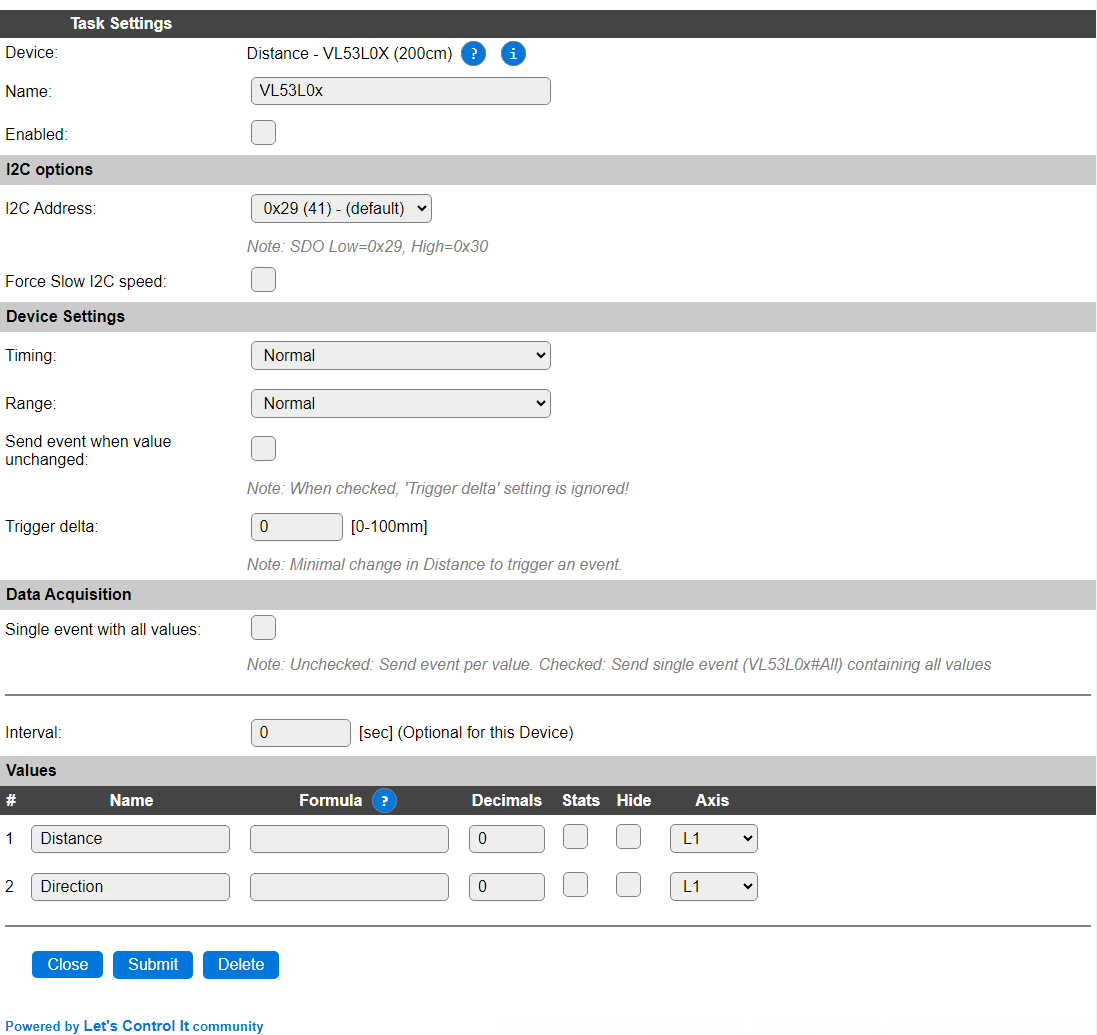 Task Settings
Device: Distance - VL53L0X (200cm) ? i
Name: VL53L0x
Enabled:
I2C options
I2C Address: 0x29 (41) - (default)
Note: SDO Low=0x29, High=0x30
Force Slow I2C speed:
Device Settings
Timing: Normal
Range: Normal
Send event when value
unchanged:
Note: When checked, 'Trigger delta' setting is ignored!
Trigger delta: 0 [0-100mm]
Note: Minimal change in Distance to trigger an event.
Data Acquisition
Single event with all values:
Note: Unchecked: Send event per value. Checked: Send single event (VL53L0x#All) containing all values
Interval: 0 [sec] (Optional for this Device)
Values
# Name Formula ? Decimals Stats Hide Axis
1 Distance 0 L1
2 Direction 0 L1
Close Submit Delete
Powered by Let's Control It community